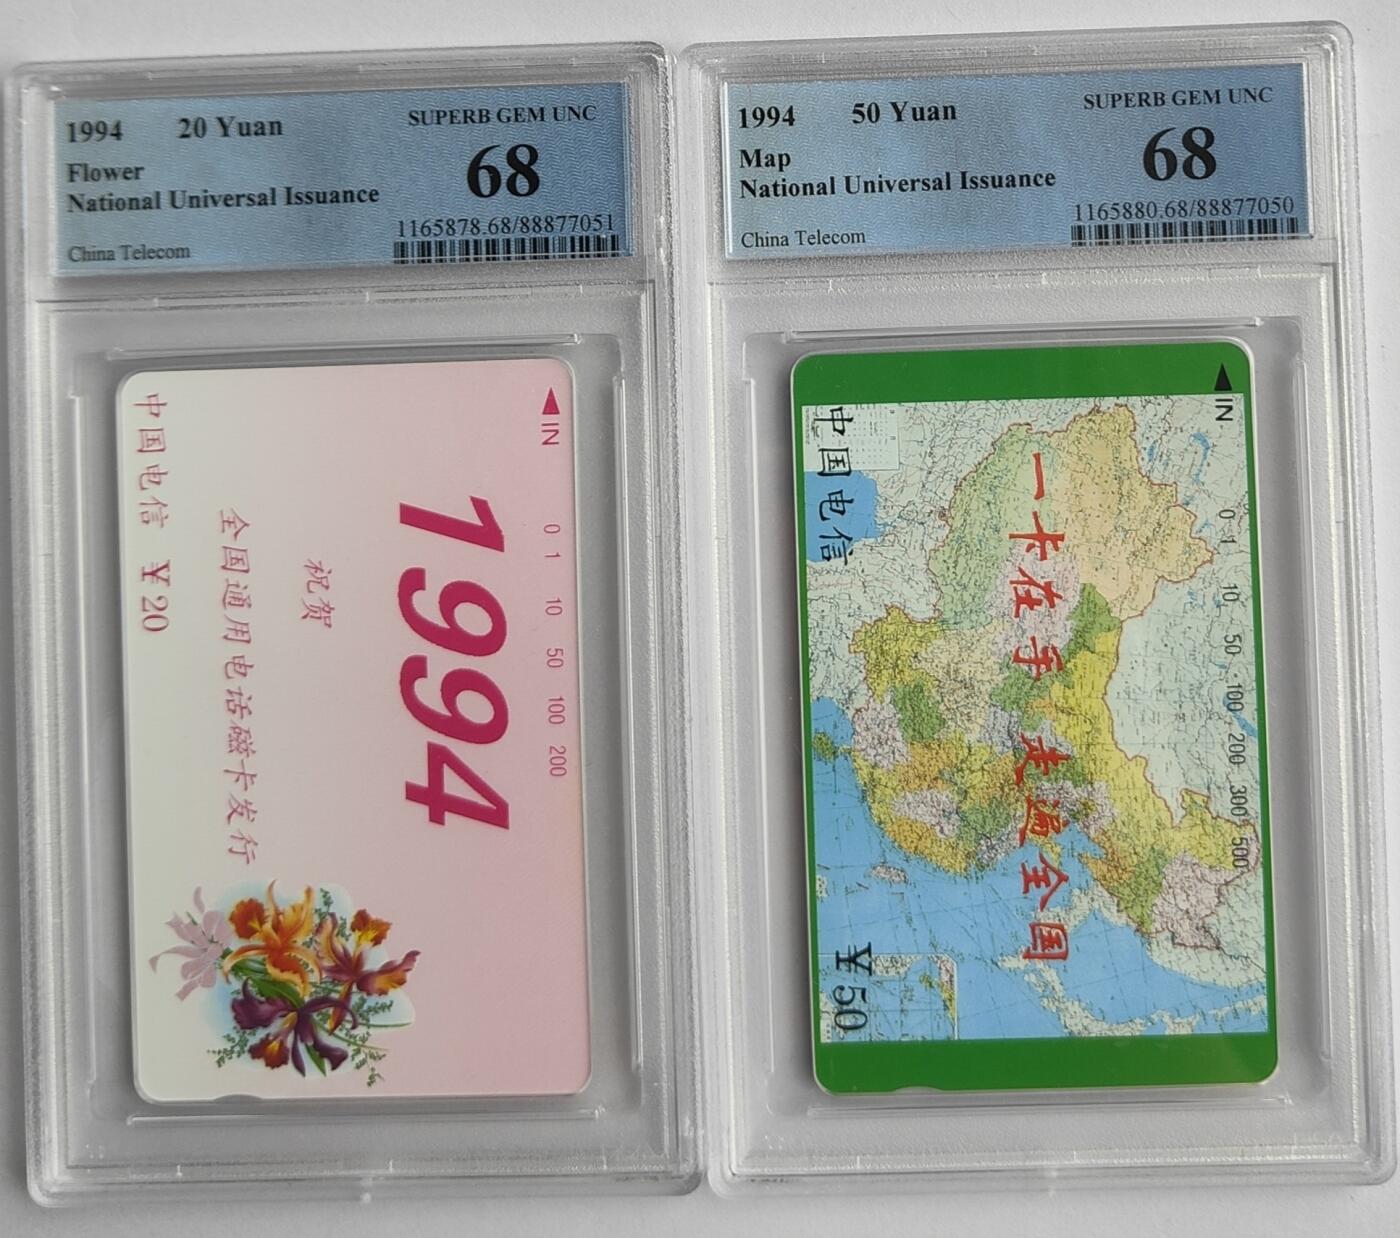 1994 20 Yuan
SUPERB GEM UNC
Flower
68
National Universal Issuance
1165878.68/88877051
China Telecom
IN
0 1 10 50 100 200
1994
祝贺
全国通用电话磁卡发行
中国电信 ¥20
1994 50 Yuan
SUPERB GEM UNC
Map
68
National Universal Issuance
1165880.68/88877050
China Telecom
IN
0 1 10 50 100 200 300 500
一卡在手 走遍全国
中国电信
¥50